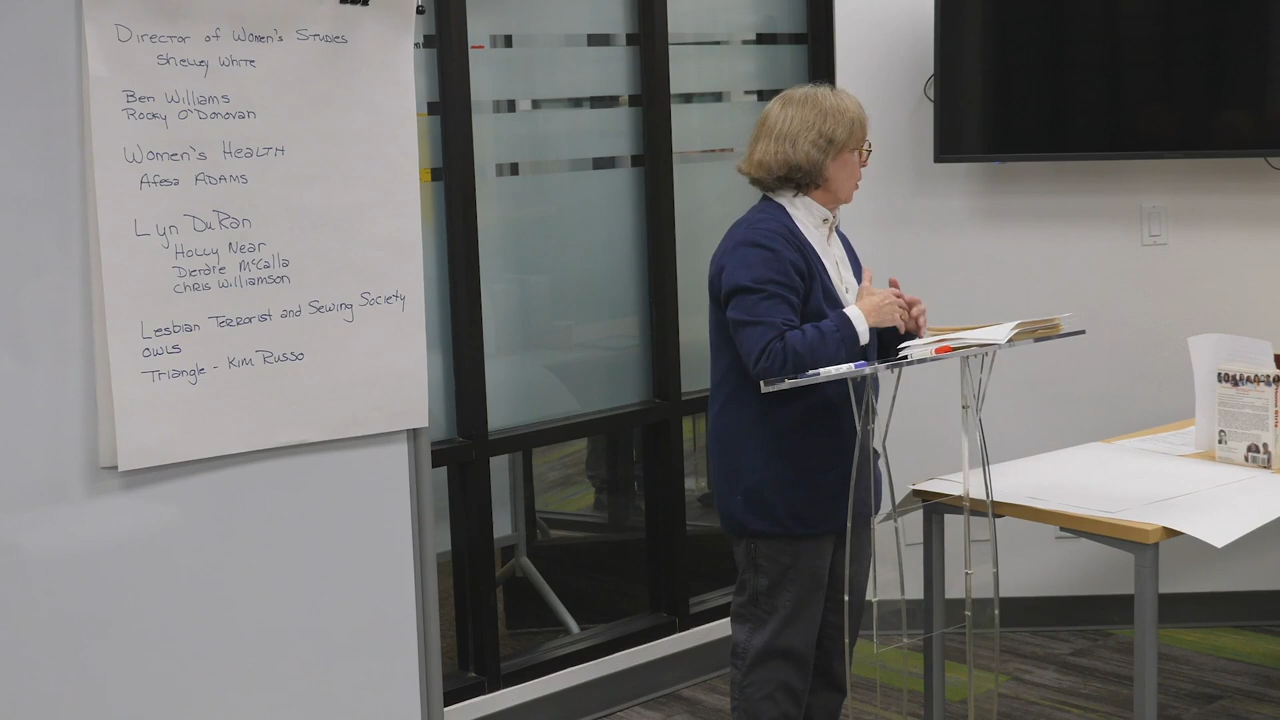 Director of Women's Studies
Shelley White
Ben Williams
Rocky O'Donovan
Women's Health
Afesa ADAMS
Lyn DuRan
Holly Near
Dierdre McCalla
Chris Williamson
Lesbian Terrorist and Sewing Society
OWLS
Triangle - Kim Russo